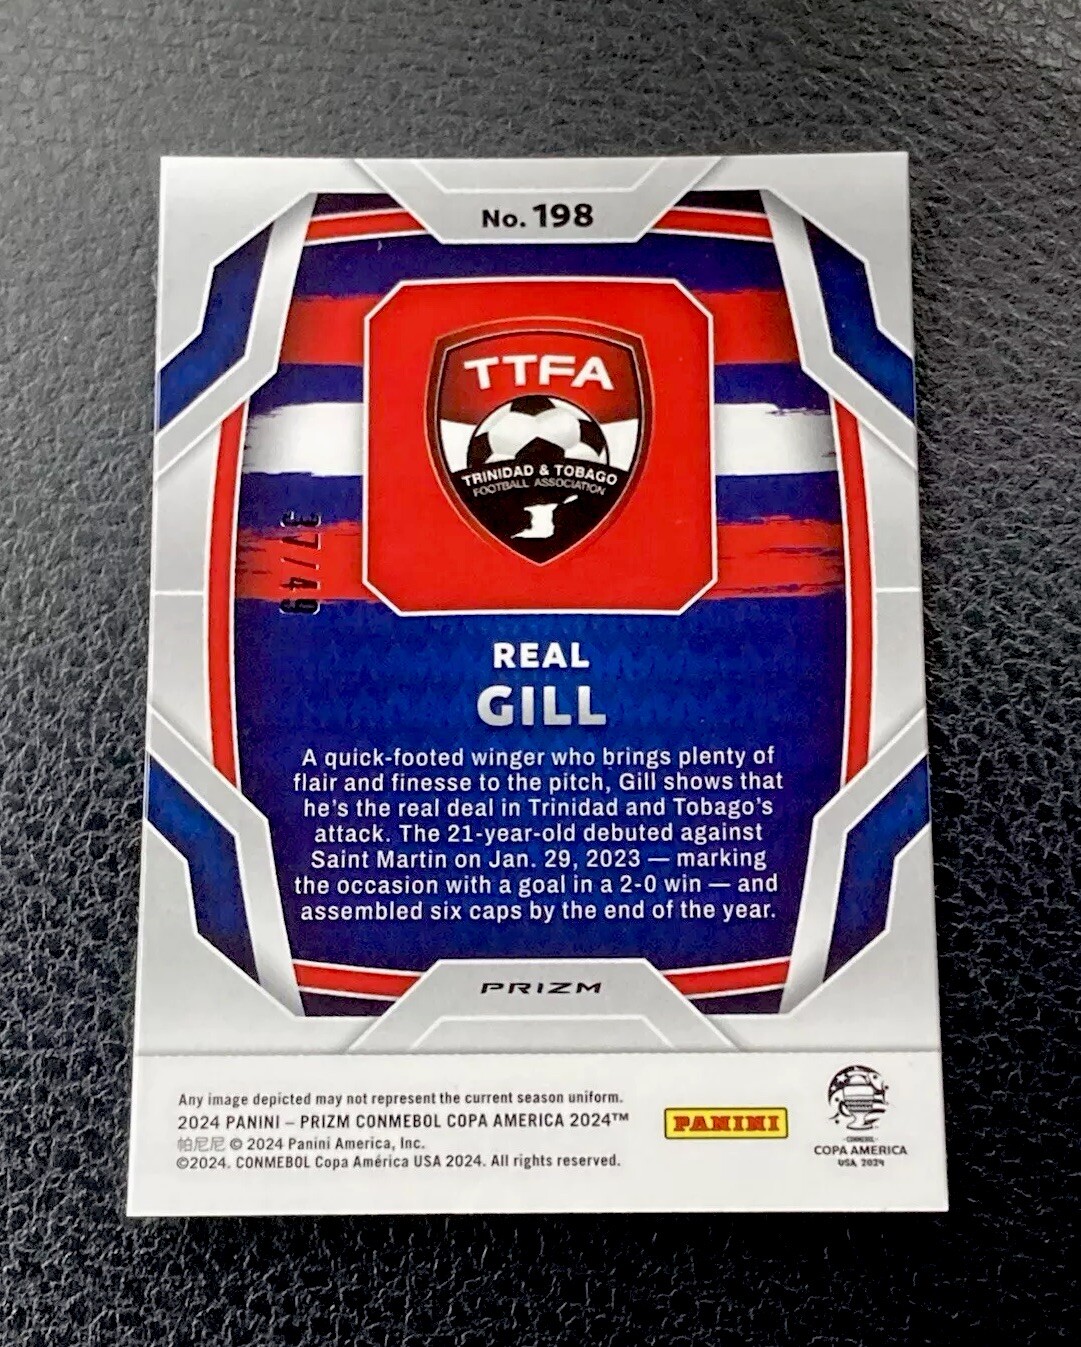 No. 198
TTFA
TRINIDAD & TOBAGO
FOOTBALL ASSOCIATION
37/49
REAL
GILL
A quick-footed winger who brings plenty of
flair and finesse to the pitch, Gill shows that
he's the real deal in Trinidad and Tobago's
attack. The 21-year-old debuted against
Saint Martin on Jan. 29, 2023 — marking
the occasion with a goal in a 2-0 win — and
assembled six caps by the end of the year.
PRIZM
Any image depicted may not represent the current season uniform.
2024 PANINI – PRIZM CONMEBOL COPA AMERICA 2024™
帕尼尼 © 2024 Panini America, Inc.
©2024. CONMEBOL Copa América USA 2024. All rights reserved.
PANINI
CONMEBOL
COPA AMERICA
USA 2024